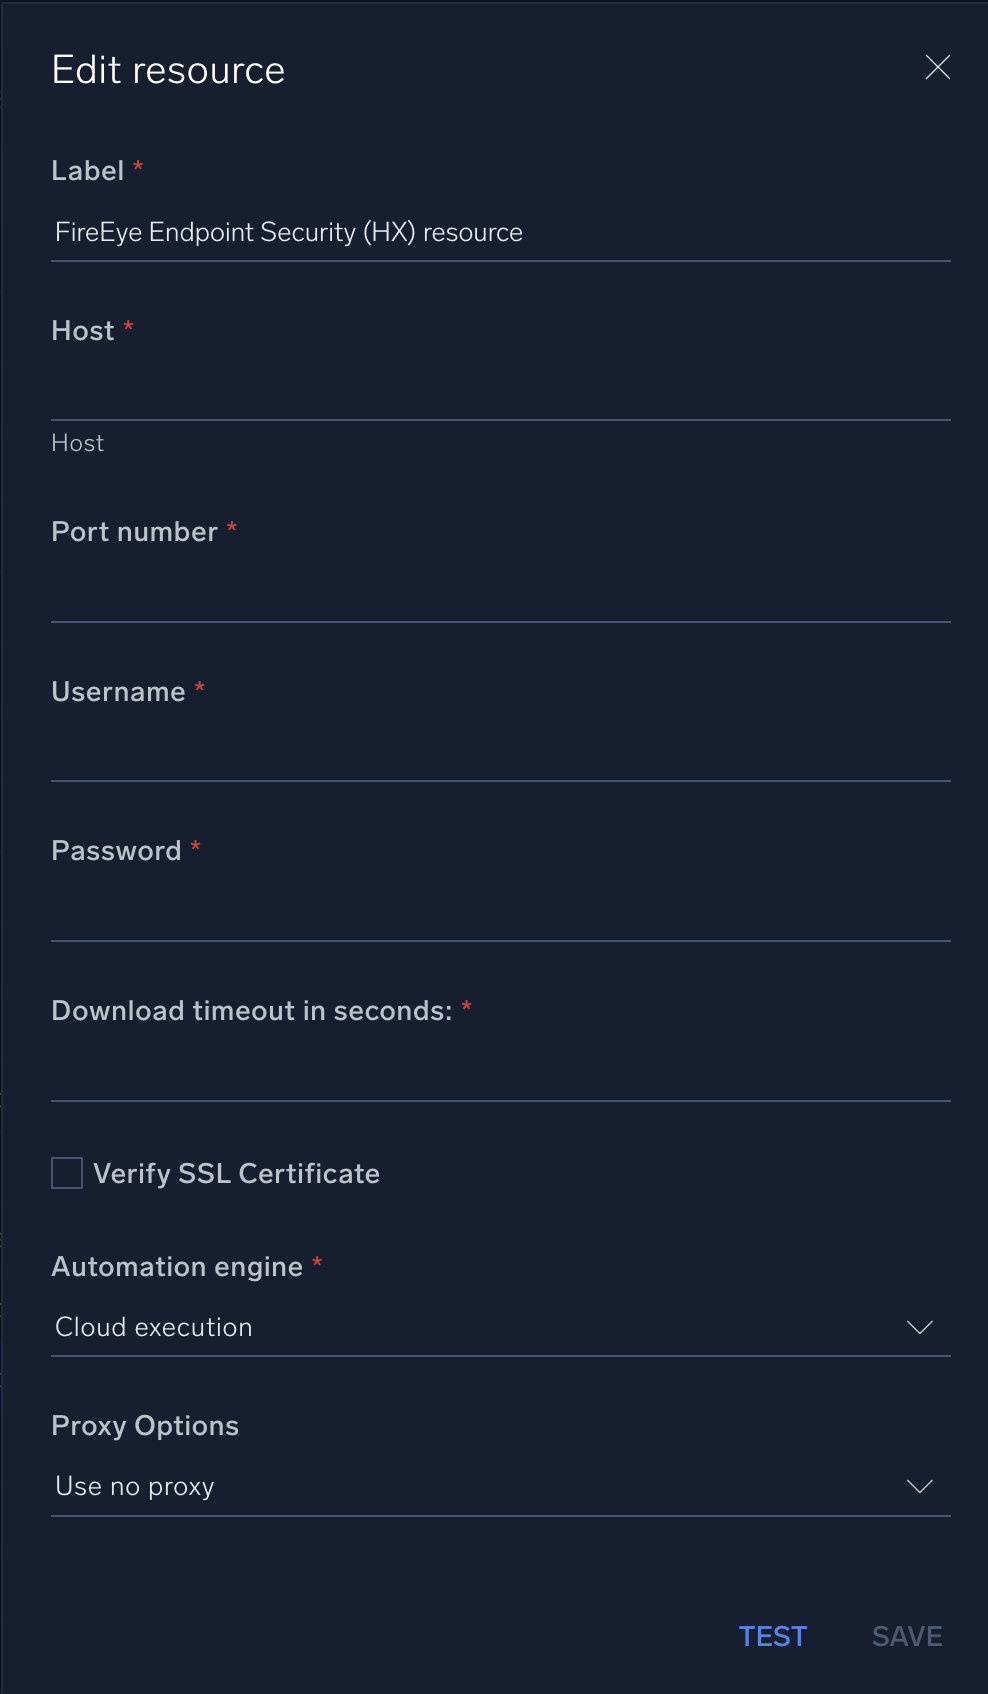 Edit resource
Label *
FireEye Endpoint Security (HX) resource
Host *
Host
Port number *
Username *
Password *
Download timeout in seconds: *
Verify SSL Certificate
Automation engine *
Cloud execution
Proxy Options
Use no proxy
TEST SAVE